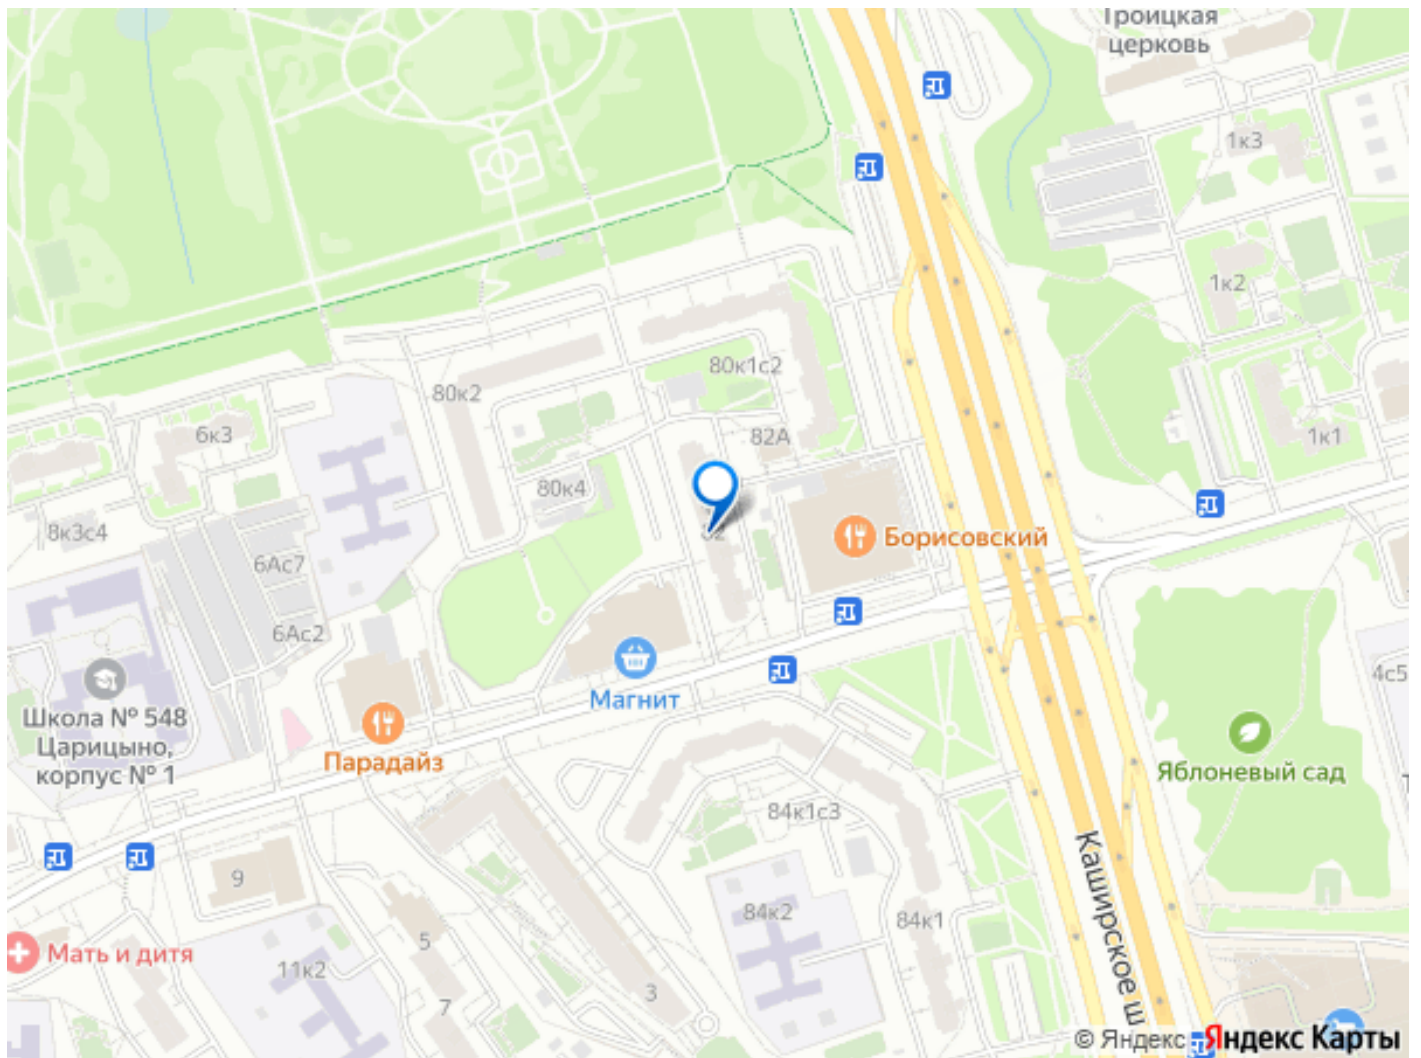 Троицкая
церковь
1к3
1к2
80к1с2
80к2
82А
6к3
1к1
80к4
8к3с4
82
Борисовский
6Ас7
6Ас2
4с5
Школа № 548
Царицыно,
корпус № 1
Магнит
Парадайз
Яблоневый сад
84к1с3
Каширское ш
9
84к2
84к1
5
Мать и дитя
11к2
3
7
© Яндекс
Яндекс Карты